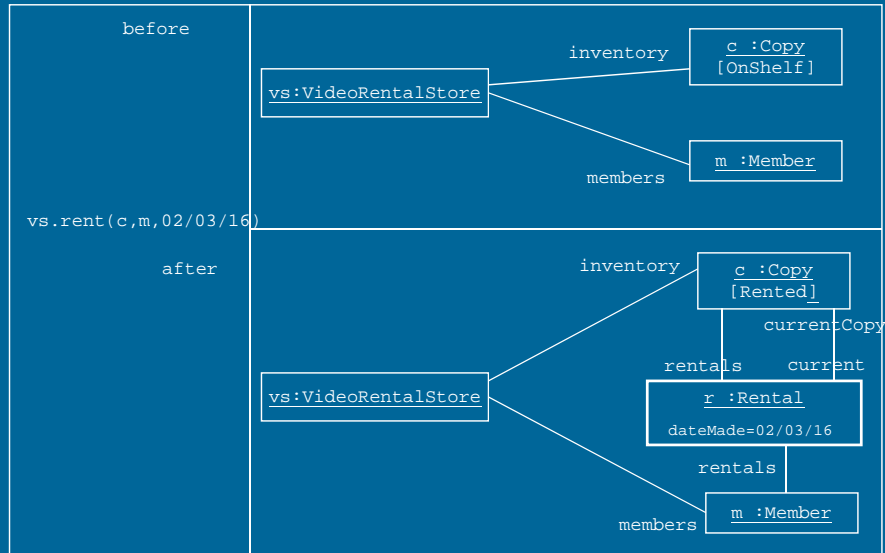 before
inventory
c :Copy
[OnShelf]
vs:VideoRentalStore
m :Member
members
vs.rent(c,m,02/03/16)
after
inventory
c :Copy
[Rented]
currentCopy
rentals
current
vs:VideoRentalStore
r :Rental
dateMade=02/03/16
rentals
m :Member
members